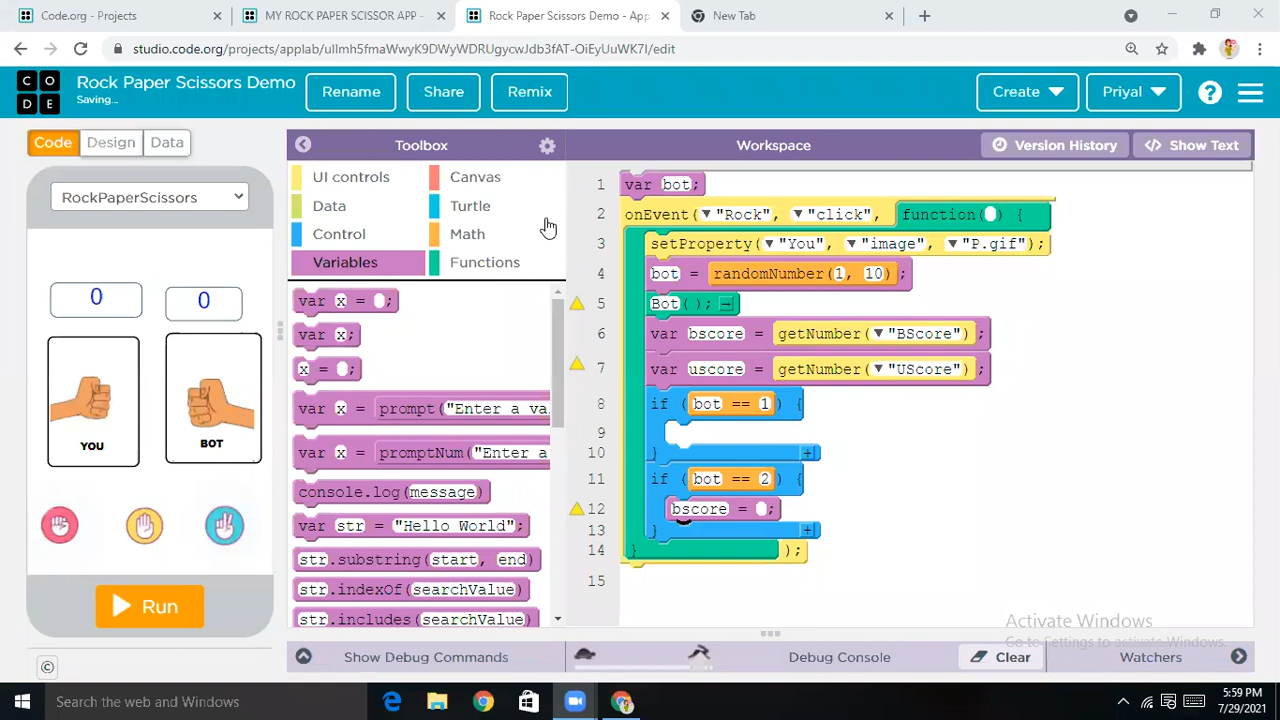 Code.org - Projects
MY ROCK PAPER SCISSOR APP -
Rock Paper Scissors Demo - App
New Tab
studio.code.org/projects/applab/ullmh5fmaWwyK9DWyWDRUgycwJdb3fAT-OiEyUuWK7I/edit
C O
D E
Rock Paper Scissors Demo
Saving...
Rename
Share
Remix
Create
Priyal
?
Code
Design
Data
Toolbox
Workspace
Version History
</> Show Text
RockPaperScissors
0
0
YOU
BOT
Run
UI controls
Canvas
Data
Turtle
Control
Math
Variables
Functions
var x = ;
var x;
x = ;
var x = prompt("Enter a va
var x = promptNum("Enter a
console.log(message)
var str = "Hello World";
str.substring(start, end)
str.indexOf(searchValue)
str.includes(searchValue)
1 var bot;
2 onEvent( "Rock", "click", function( ) {
3 setProperty( "You", "image", "P.gif");
4 bot = randomNumber(1, 10);
5 Bot( );
6 var bscore = getNumber( "BScore");
7 var uscore = getNumber( "UScore");
8 if (bot == 1) {
9
10 }
11 if (bot == 2) {
12 bscore = ;
13 }
14 } );
15
Activate Windows
Go to Settings to activate Windows.
©
Show Debug Commands
Debug Console
Clear
Watchers
Search the web and Windows
5:59 PM
7/29/2021